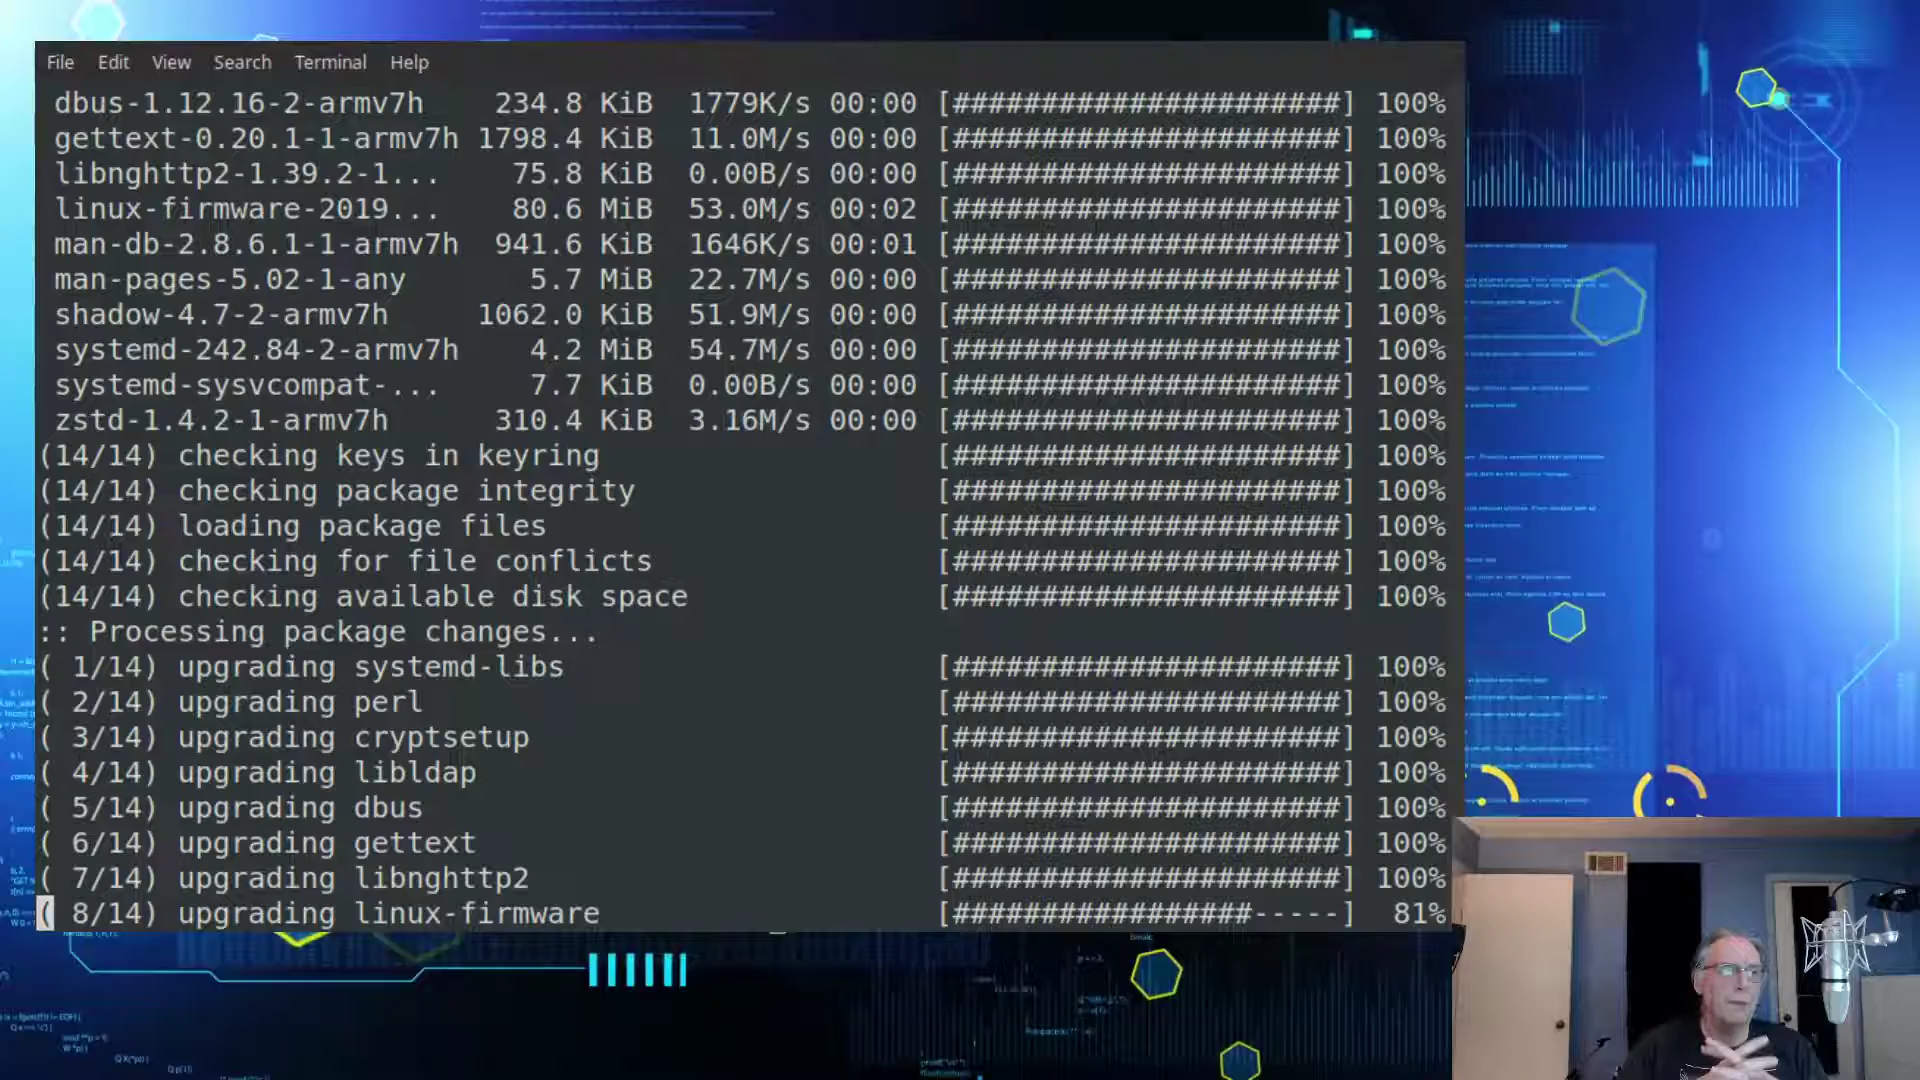 File Edit View Search Terminal Help
dbus-1.12.16-2-armv7h 234.8 KiB 1779K/s 00:00 [######################] 100%
gettext-0.20.1-1-armv7h 1798.4 KiB 11.0M/s 00:00 [######################] 100%
libnghttp2-1.39.2-1... 75.8 KiB 0.00B/s 00:00 [######################] 100%
linux-firmware-2019... 80.6 MiB 53.0M/s 00:02 [######################] 100%
man-db-2.8.6.1-1-armv7h 941.6 KiB 1646K/s 00:01 [######################] 100%
man-pages-5.02-1-any 5.7 MiB 22.7M/s 00:00 [######################] 100%
shadow-4.7-2-armv7h 1062.0 KiB 51.9M/s 00:00 [######################] 100%
systemd-242.84-2-armv7h 4.2 MiB 54.7M/s 00:00 [######################] 100%
systemd-sysvcompat-... 7.7 KiB 0.00B/s 00:00 [######################] 100%
zstd-1.4.2-1-armv7h 310.4 KiB 3.16M/s 00:00 [######################] 100%
(14/14) checking keys in keyring [######################] 100%
(14/14) checking package integrity [######################] 100%
(14/14) loading package files [######################] 100%
(14/14) checking for file conflicts [######################] 100%
(14/14) checking available disk space [######################] 100%
:: Processing package changes...
( 1/14) upgrading systemd-libs [######################] 100%
( 2/14) upgrading perl [######################] 100%
( 3/14) upgrading cryptsetup [######################] 100%
( 4/14) upgrading libldap [######################] 100%
( 5/14) upgrading dbus [######################] 100%
( 6/14) upgrading gettext [######################] 100%
( 7/14) upgrading libnghttp2 [######################] 100%
( 8/14) upgrading linux-firmware [#################-----] 81%